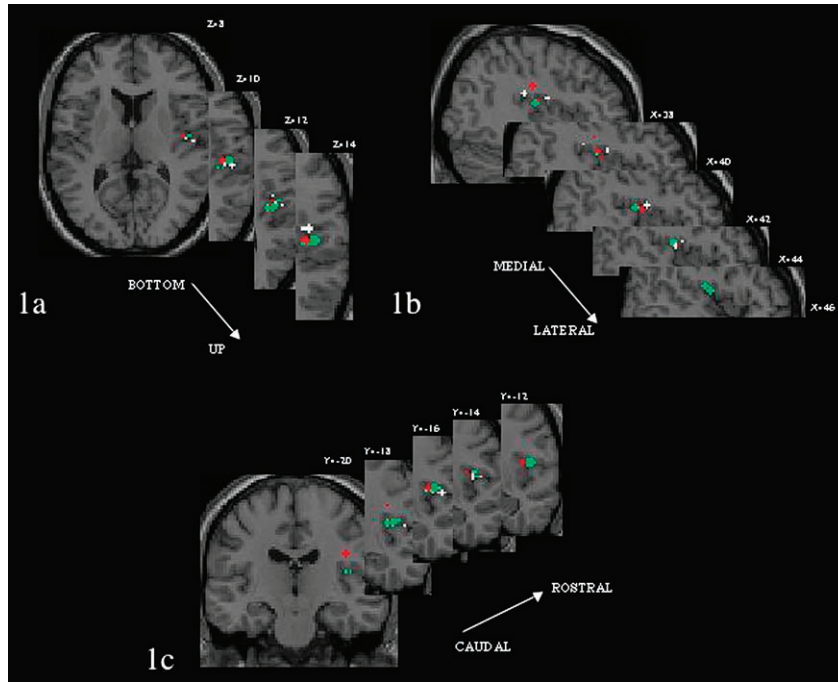 Z=8
Z=10
Z=12
Z=14
BOTTOM
1a
UP
X=38
X=40
X=42
X=44
X=46
MEDIAL
1b
LATERAL
Y=-20
Y=-18
Y=-16
Y=-14
Y=-12
ROSTRAL
CAUDAL
1c